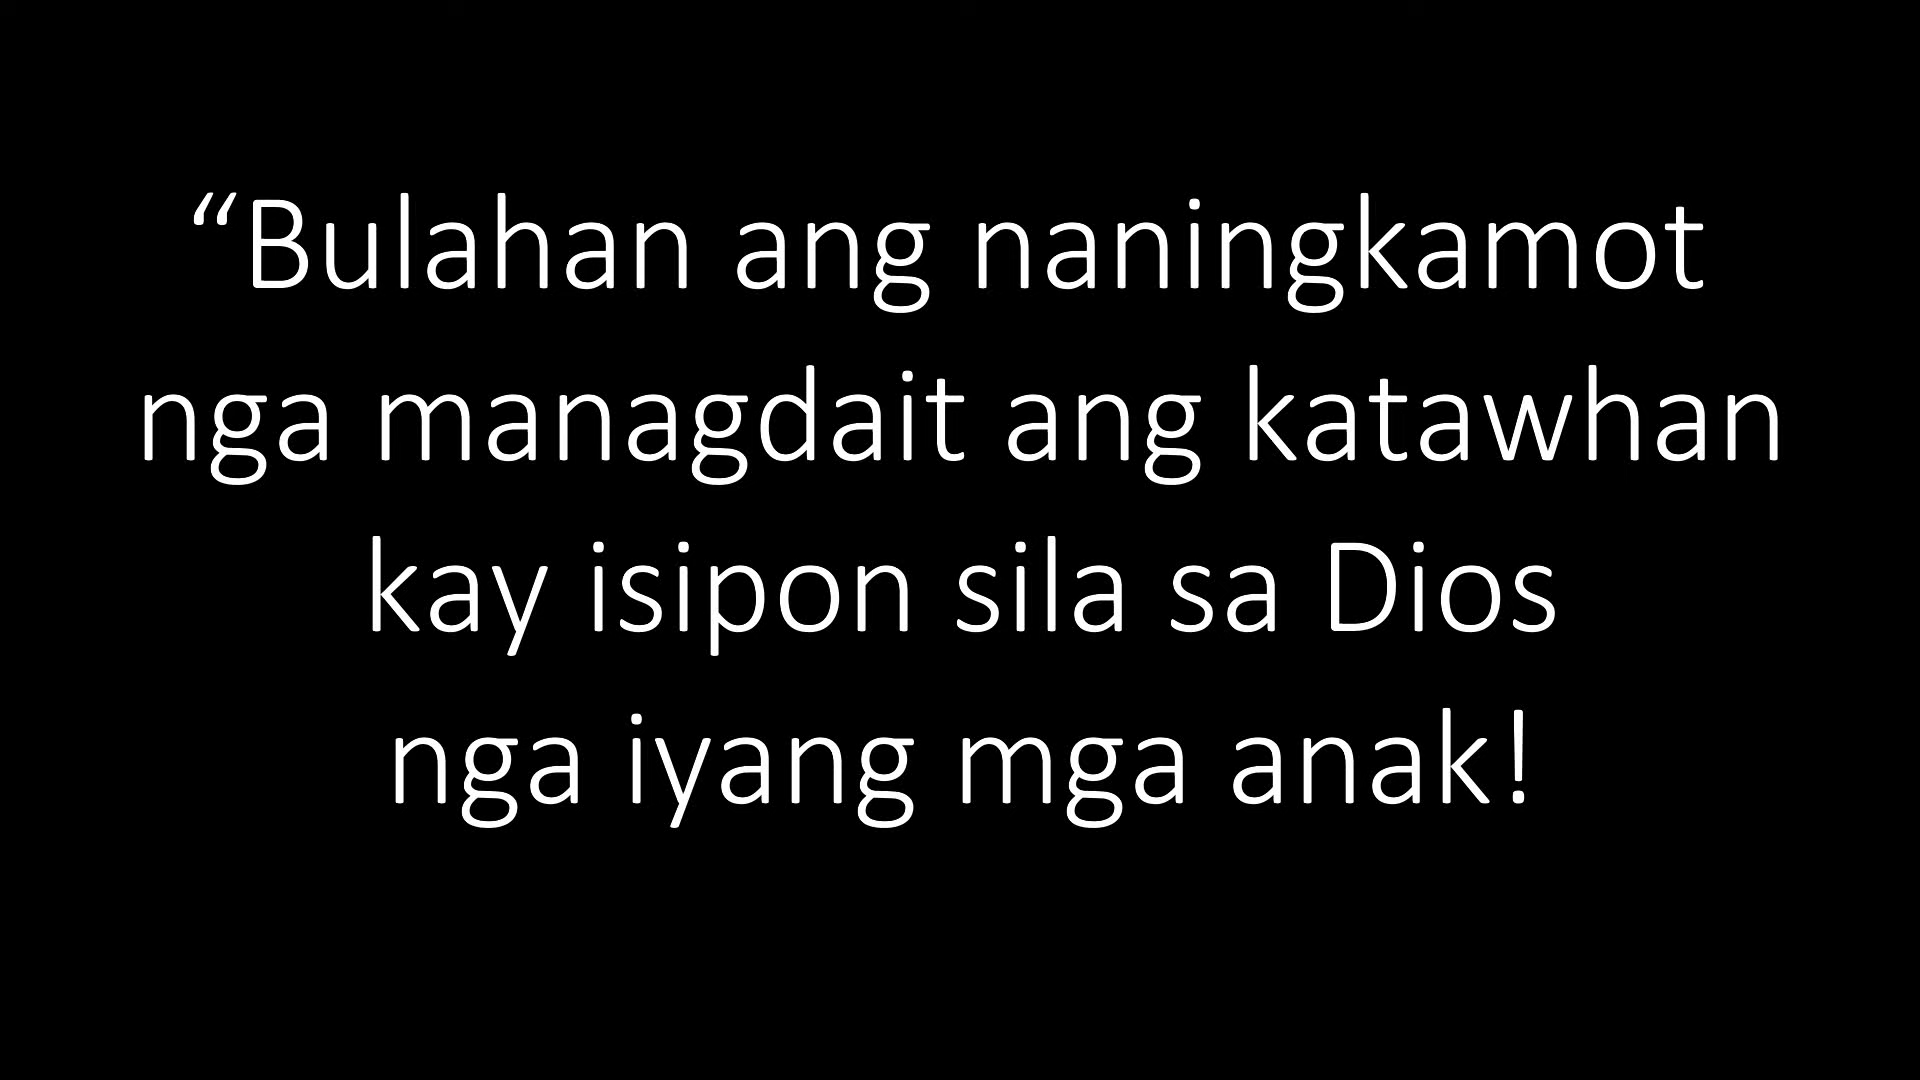 “Bulahan ang naningkamot
nga managdait ang katawhan
kay isipon sila sa Dios
nga iyang mga anak!